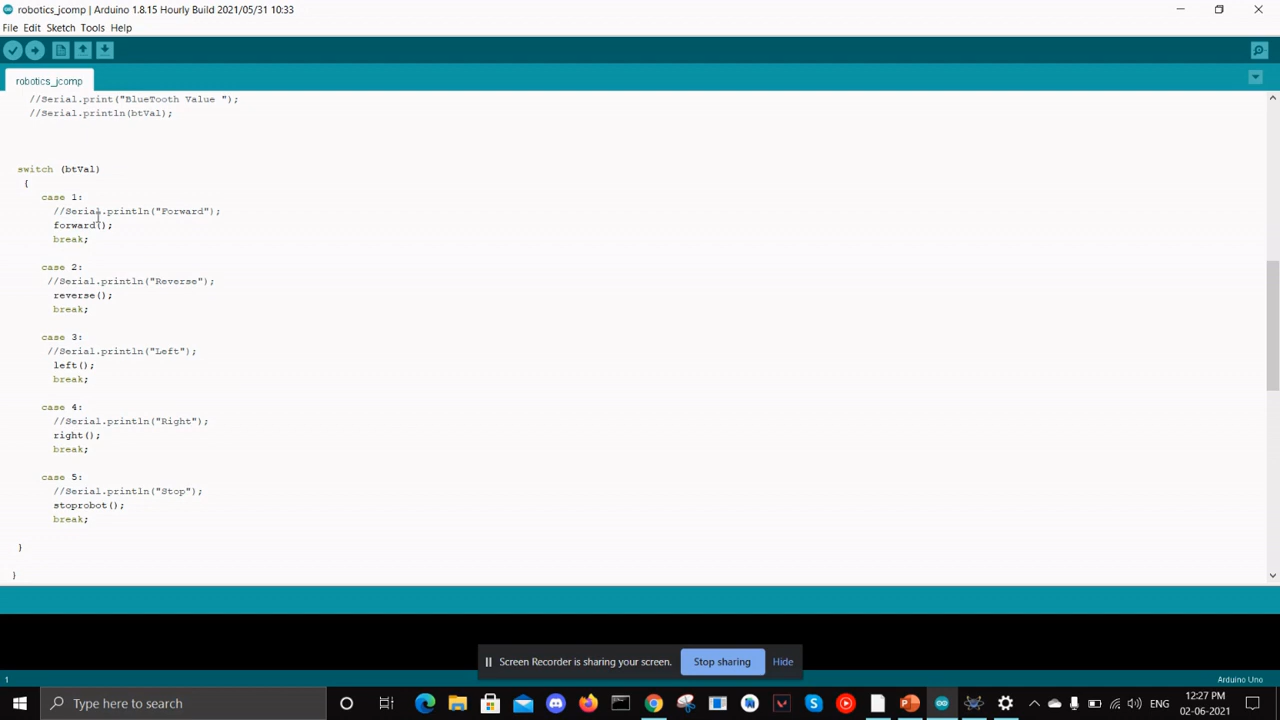 robotics_jcomp | Arduino 1.8.15 Hourly Build 2021/05/31 10:33
File Edit Sketch Tools Help
robotics_jcomp
//Serial.print("BlueTooth Value ");
//Serial.println(btVal);
switch (btVal)
{
case 1:
//Serial.println("Forward");
forward();
break;
case 2:
//Serial.println("Reverse");
reverse();
break;
case 3:
//Serial.println("Left");
left();
break;
case 4:
//Serial.println("Right");
right();
break;
case 5:
//Serial.println("Stop");
stoprobot();
break;
}
}
Screen Recorder is sharing your screen. Stop sharing Hide
1 Arduino Uno
Type here to search
ENG 12:27 PM
02-06-2021